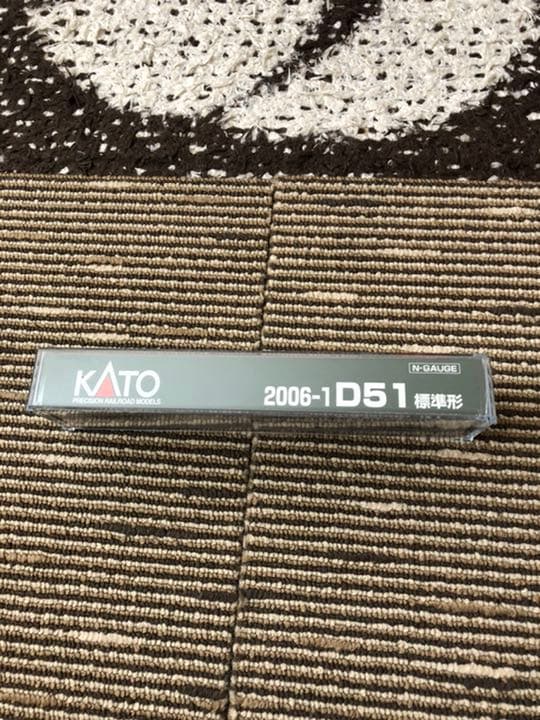 KATO
PRECISION RAILROAD MODELS
N-GAUGE
2006-1 D51 標準形